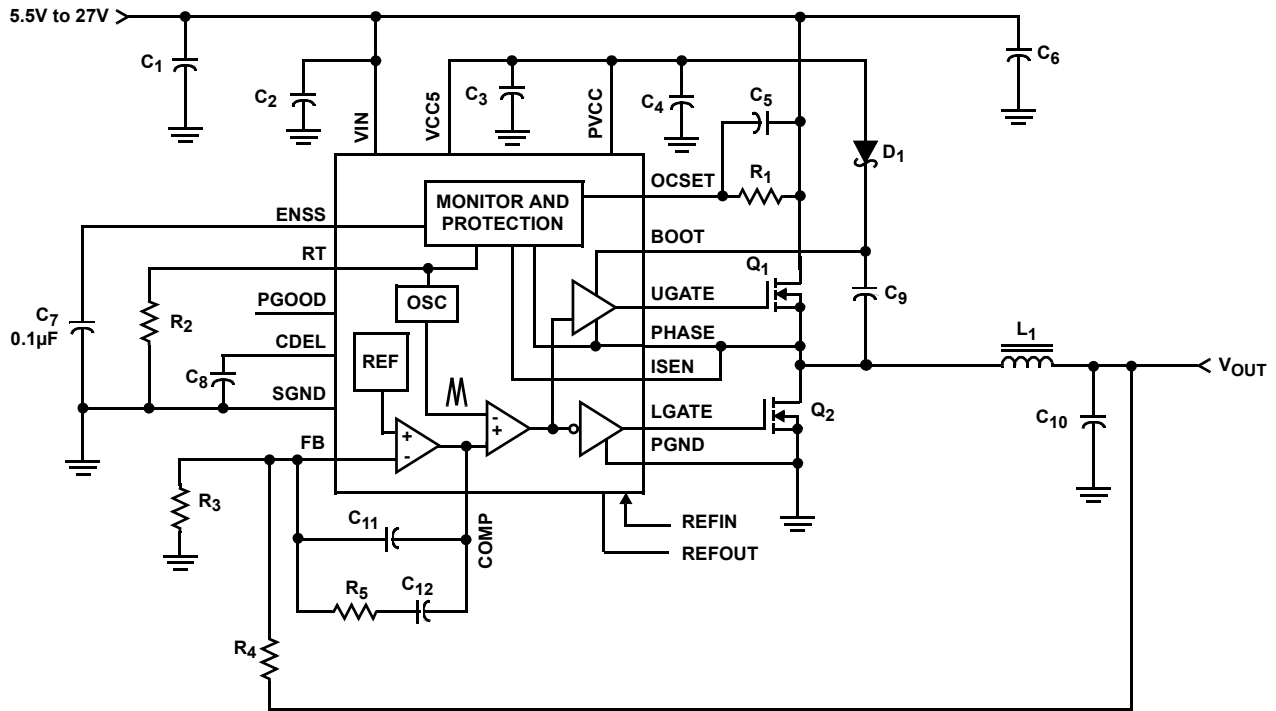 5.5V to 27V
C1
C2
VIN
VCC5
C3
PVCC
C4
C5
C6
D1
R1
OCSET
MONITOR AND
PROTECTION
ENSS
BOOT
RT
Q1
C9
OSC
UGATE
PGOOD
C7
0.1µF
R2
PHASE
L1
CDEL
REF
ISEN
VOUT
C8
SGND
LGATE
Q2
C10
- +
FB
+ -
PGND
R3
C11
COMP
REFIN
REFOUT
R5
C12
R4